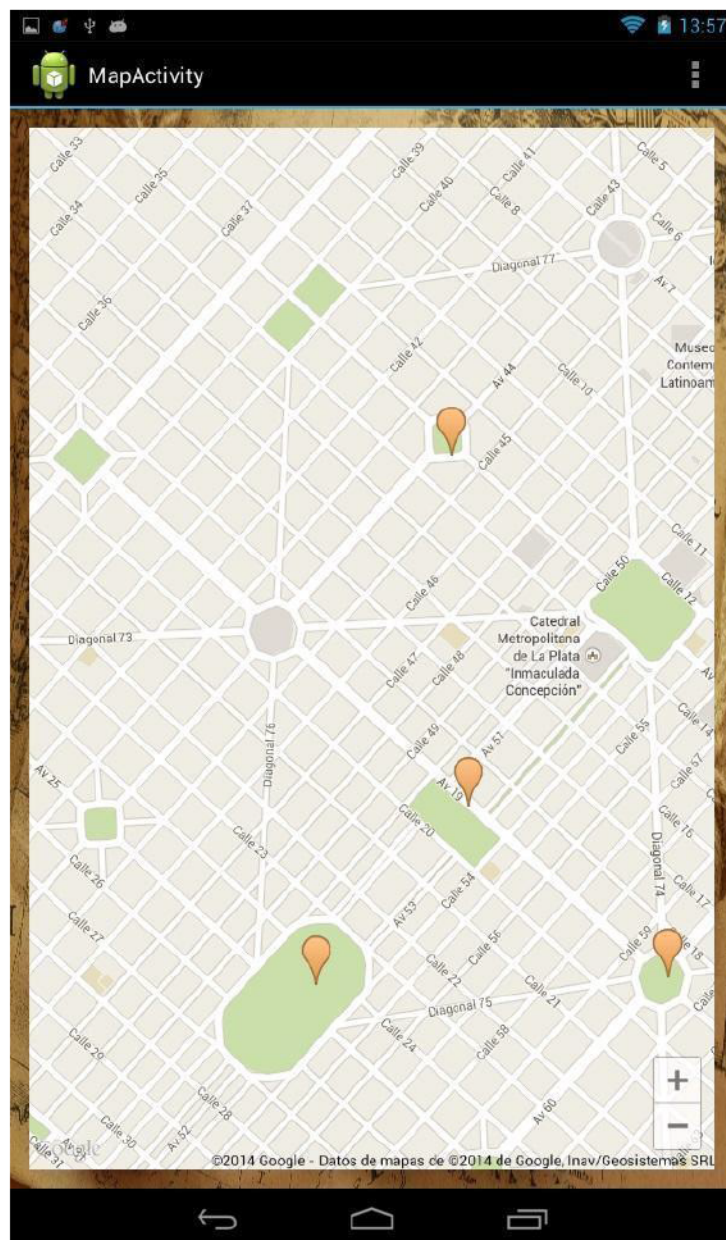 13:57
MapActivity
Calle 33
Calle 39
Calle 41
Calle 5
Calle 35
Calle 40
Calle 43
Calle 34
Calle 37
Calle 8
Calle 6
Diagonal 77
Av 7
Calle 36
Calle 42
Museo
Contem
Latinoam
Av 44
Calle 10
Calle 45
Calle 11
Calle 50
Calle 12
Calle 46
Catedral
Metropolitana
de La Plata
"Inmaculada
Concepción"
Diagonal 73
Calle 47
Calle 48
Av
Calle 49
Av 51
Calle 55
Calle 14
Diagonal 76
Calle 57
Av 25
Av 19
Calle 20
Calle 16
Calle 23
Diagonal 74
Calle 26
Calle 54
Calle 17
Av 53
Calle 27
Calle 56
Calle 59
Calle 18
Calle 22
Calle 21
Diagonal 75
Calle 29
Calle 24
Calle 58
Calle 28
Av 60
Calle 30
Av 52
Calle 31
Google
©2014 Google - Datos de mapas de ©2014 de Google, Inav/Geosistemas SRL